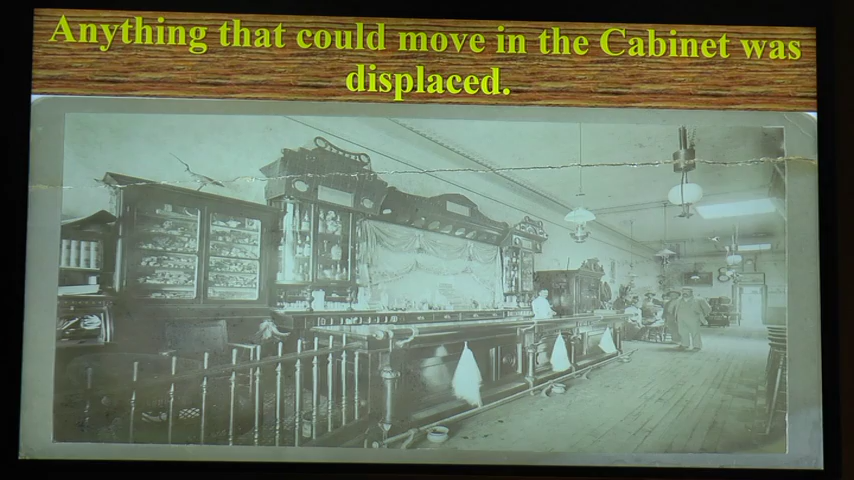 Anything that could move in the Cabinet was
displaced.